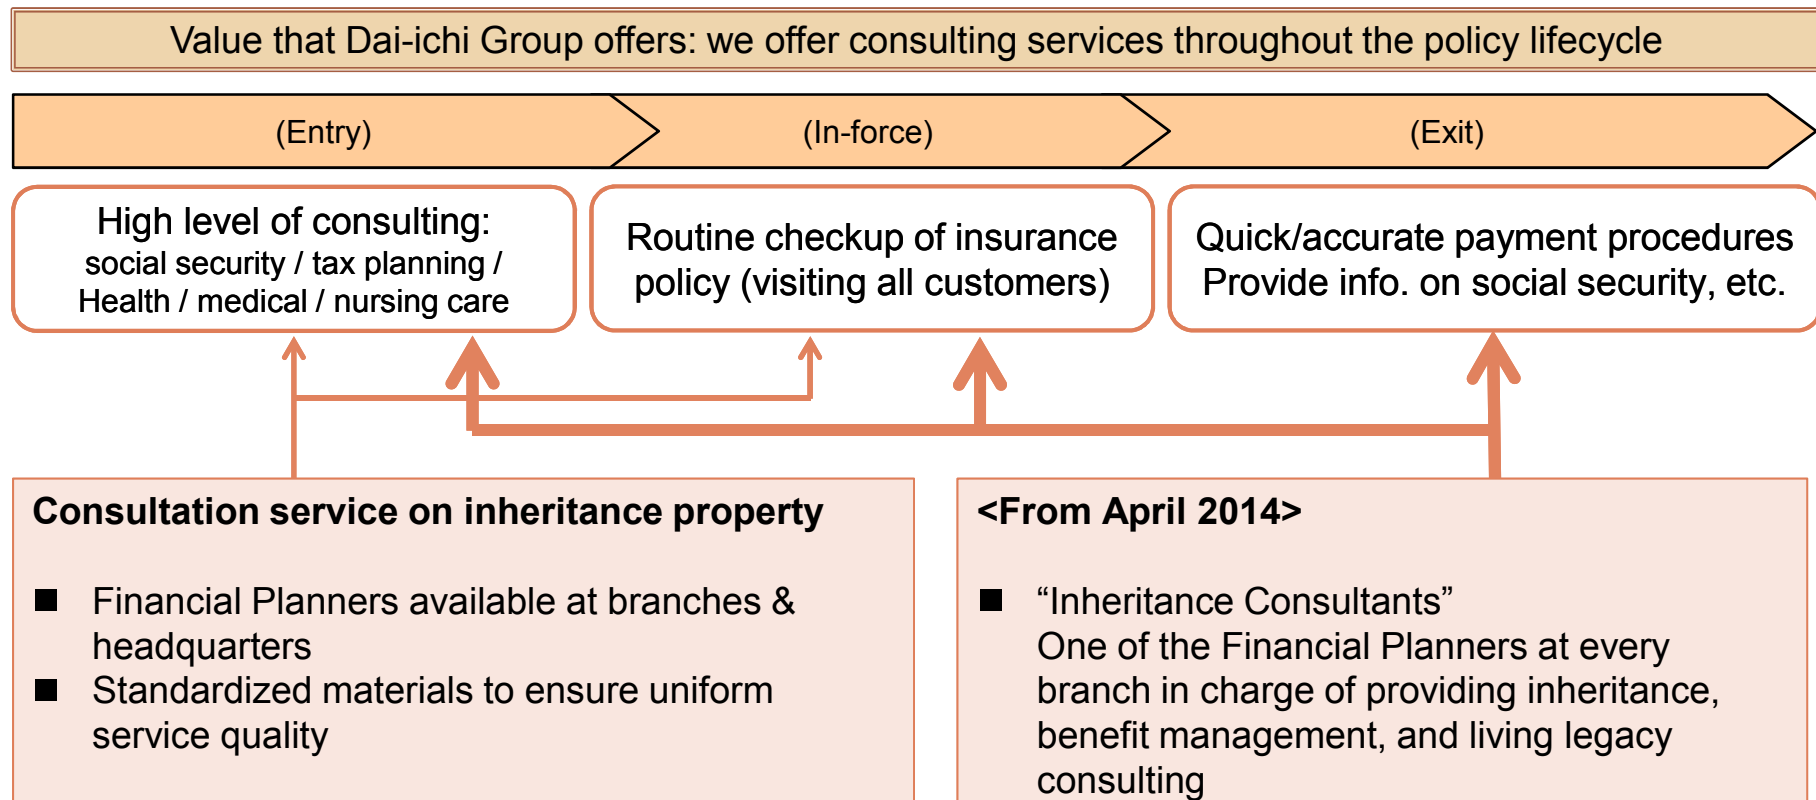 Value that Dai-ichi Group offers: we offer consulting services throughout the policy lifecycle
(Entry)
(In-force)
(Exit)
High level of consulting:
social security / tax planning /
Health / medical / nursing care
Routine checkup of insurance
policy (visiting all customers)
Quick/accurate payment procedures
Provide info. on social security, etc.
Consultation service on inheritance property
■ Financial Planners available at branches &
headquarters
■ Standardized materials to ensure uniform
service quality
<From April 2014>
■ “Inheritance Consultants”
One of the Financial Planners at every
branch in charge of providing inheritance,
benefit management, and living legacy
consulting